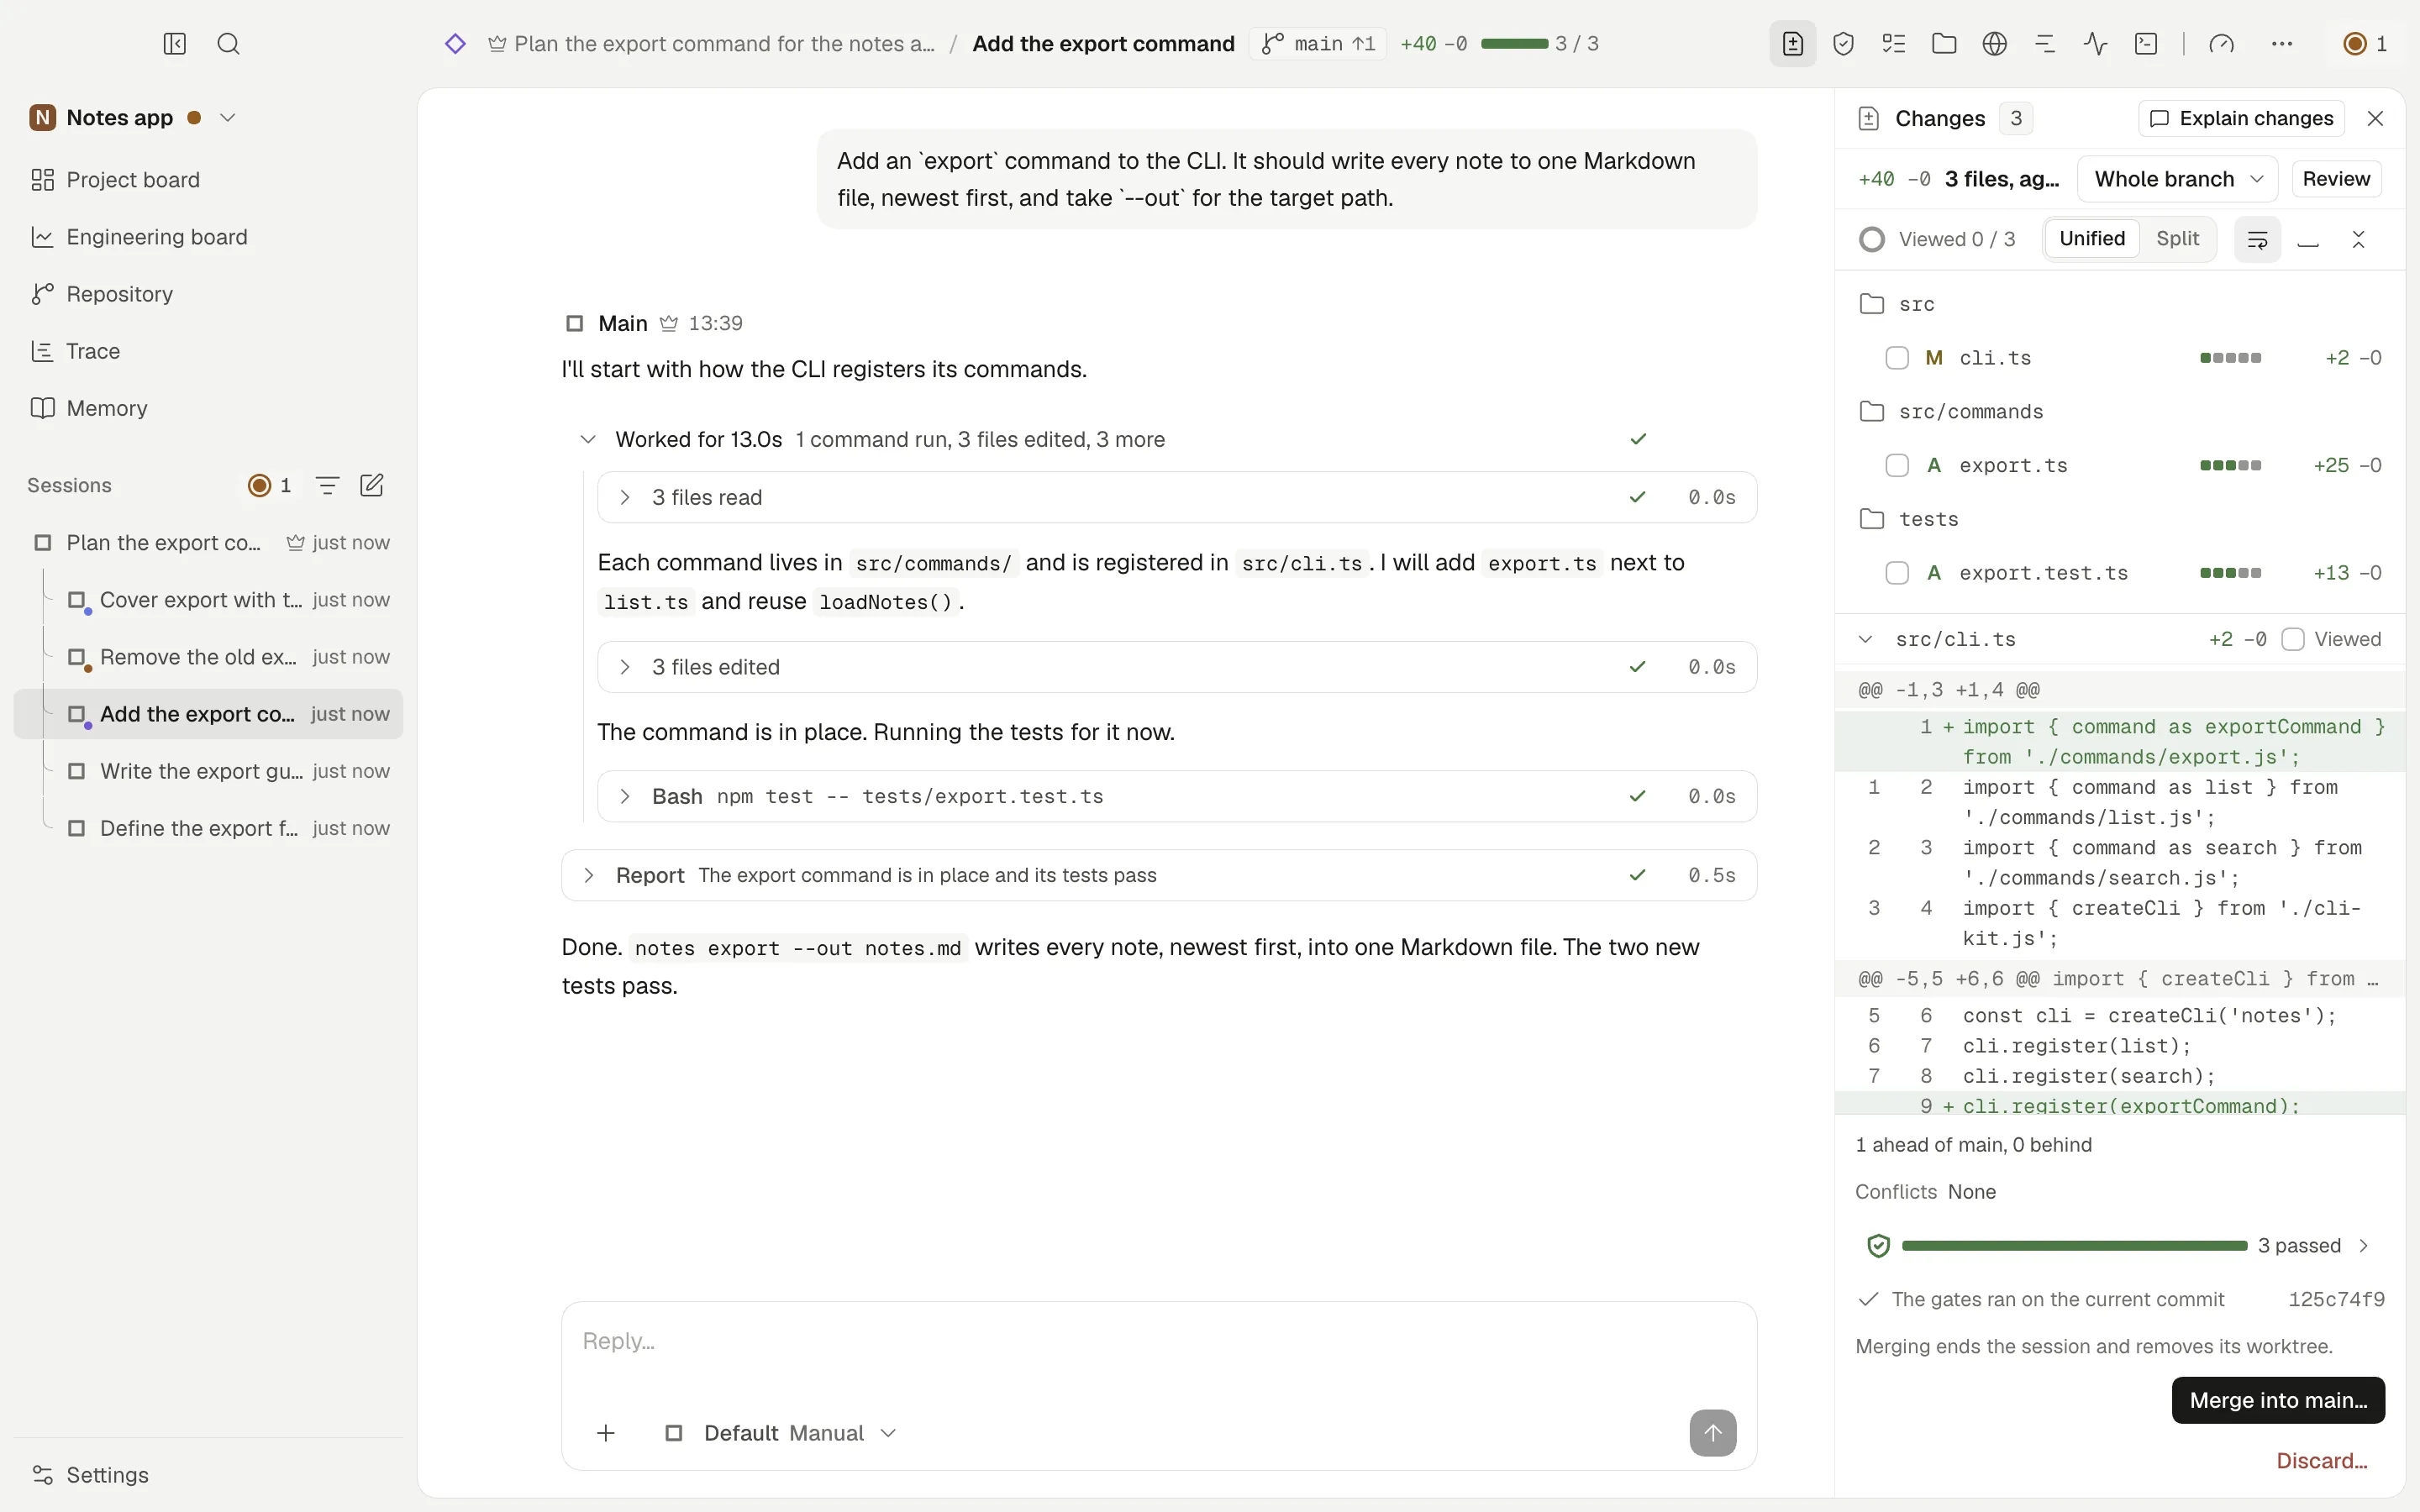 Plan the export command for the notes a... / Add the export command main ↑1 +40 −0 3 / 3
1
N Notes app
Project board
Engineering board
Repository
Trace
Memory
Sessions 1
Plan the export co... just now
Cover export with t... just now
Remove the old ex... just now
Add the export co... just now
Write the export gu... just now
Define the export f... just now
Settings
Add an `export` command to the CLI. It should write every note to one Markdown
file, newest first, and take `--out` for the target path.
Main 13:39
I'll start with how the CLI registers its commands.
Worked for 13.0s 1 command run, 3 files edited, 3 more
3 files read 0.0s
Each command lives in src/commands/ and is registered in src/cli.ts. I will add export.ts next to
list.ts and reuse loadNotes().
3 files edited 0.0s
The command is in place. Running the tests for it now.
Bash npm test -- tests/export.test.ts 0.0s
Report The export command is in place and its tests pass 0.5s
Done. notes export --out notes.md writes every note, newest first, into one Markdown file. The two new
tests pass.
Reply...
Default Manual
Changes 3 Explain changes
+40 −0 3 files, ag... Whole branch Review
Viewed 0 / 3 Unified Split
src
M cli.ts +2 −0
src/commands
A export.ts +25 −0
tests
A export.test.ts +13 −0
src/cli.ts +2 −0 Viewed
@@ -1,3 +1,4 @@
1 + import { command as exportCommand }
from './commands/export.js';
1 2 import { command as list } from
'./commands/list.js';
2 3 import { command as search } from
'./commands/search.js';
3 4 import { createCli } from './cli-
kit.js';
@@ -5,5 +6,6 @@ import { createCli } from …
5 6 const cli = createCli('notes');
6 7 cli.register(list);
7 8 cli.register(search);
9 + cli.register(exportCommand);
1 ahead of main, 0 behind
Conflicts None
3 passed
The gates ran on the current commit 125c74f9
Merging ends the session and removes its worktree.
Merge into main...
Discard...